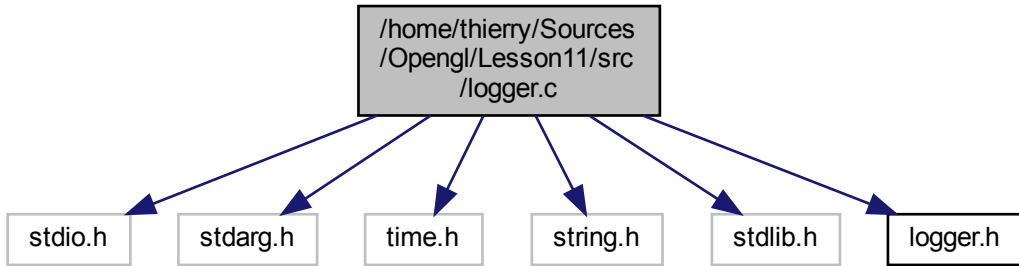 /home/thierry/Sources
/Opengl/Lesson11/src
/logger.c
stdio.h
stdarg.h
time.h
string.h
stdlib.h
logger.h